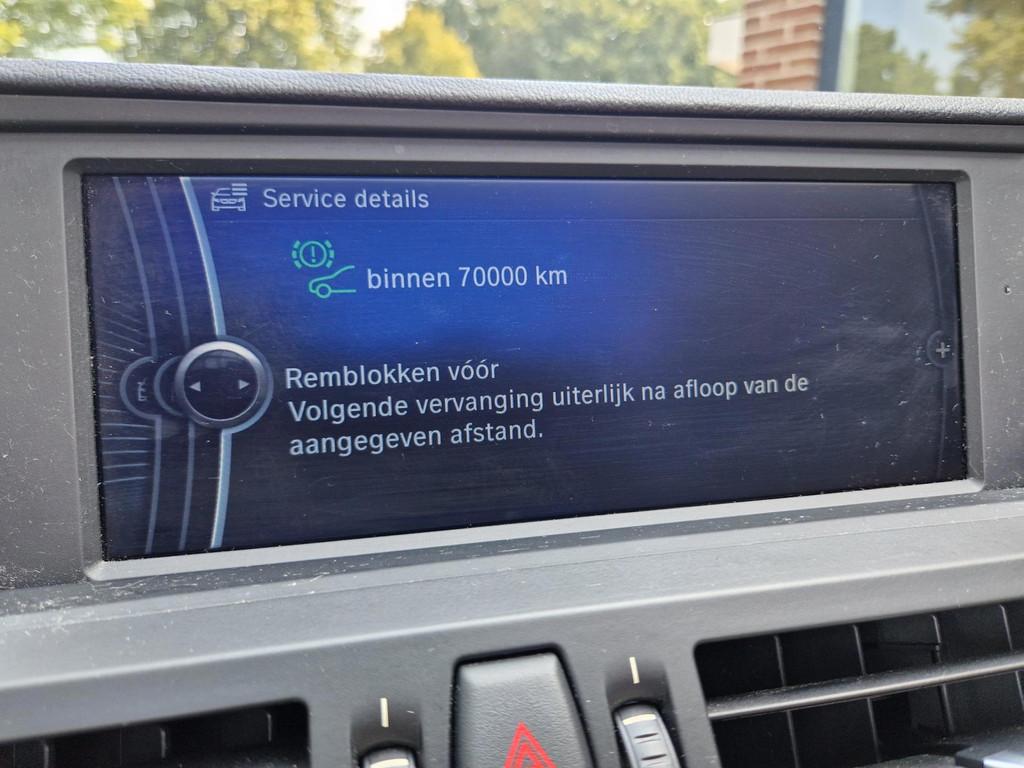 Service details
binnen 70000 km
Remblokken vóór
Volgende vervanging uiterlijk na afloop van de
aangegeven afstand.